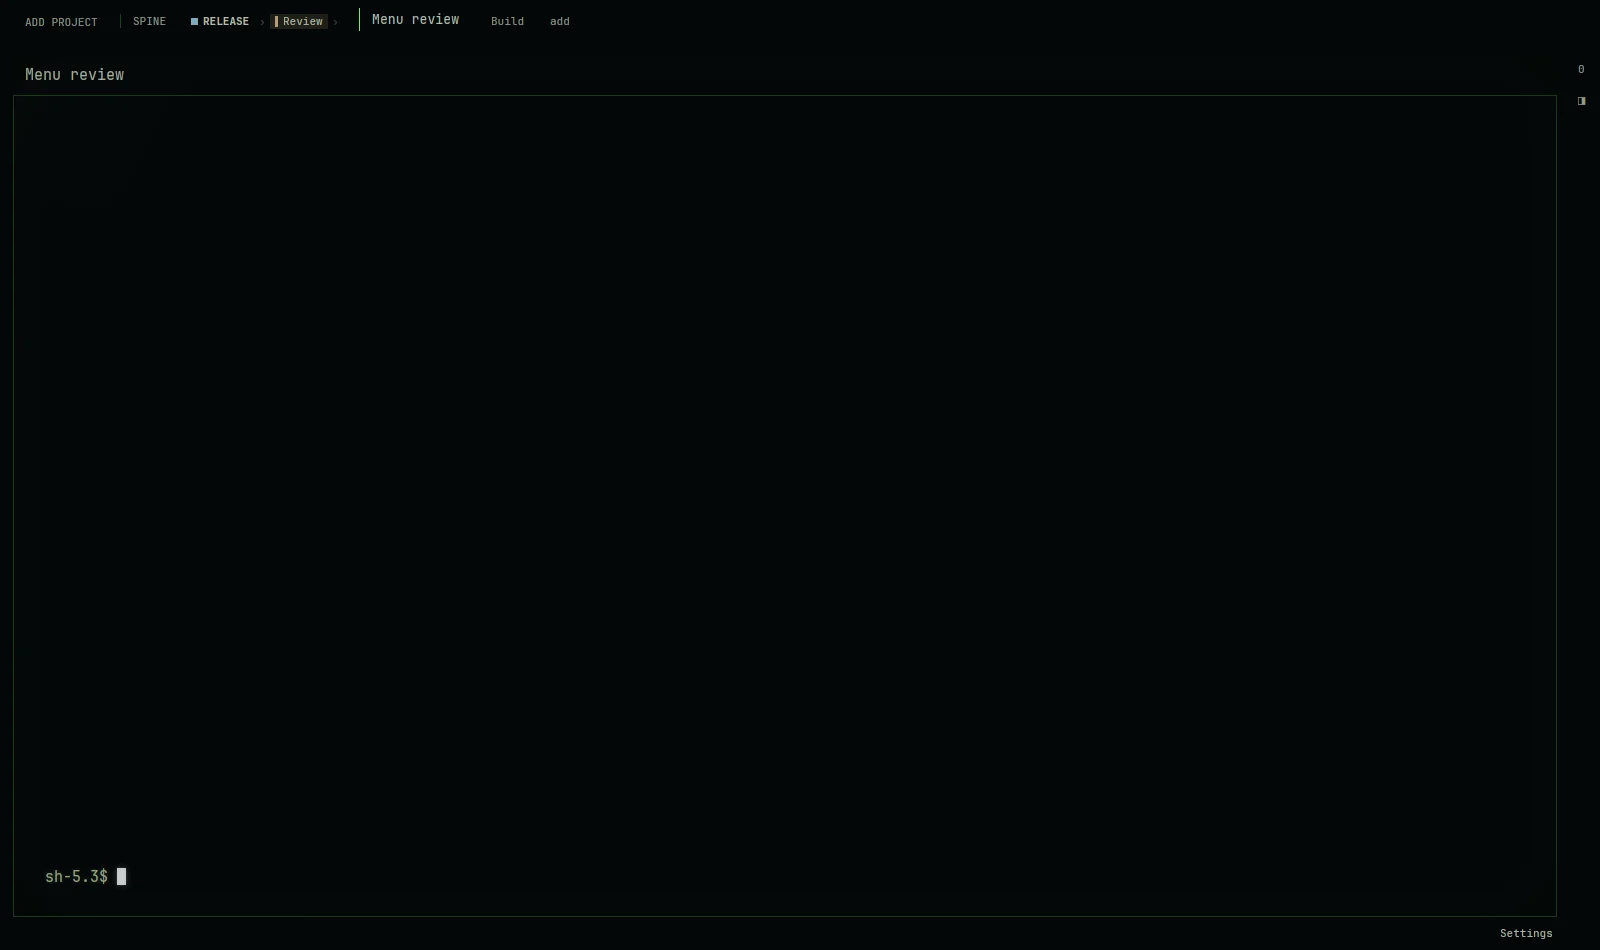 ADD PROJECT SPINE RELEASE › Review › Menu review Build add
Menu review
0
sh-5.3$
Settings